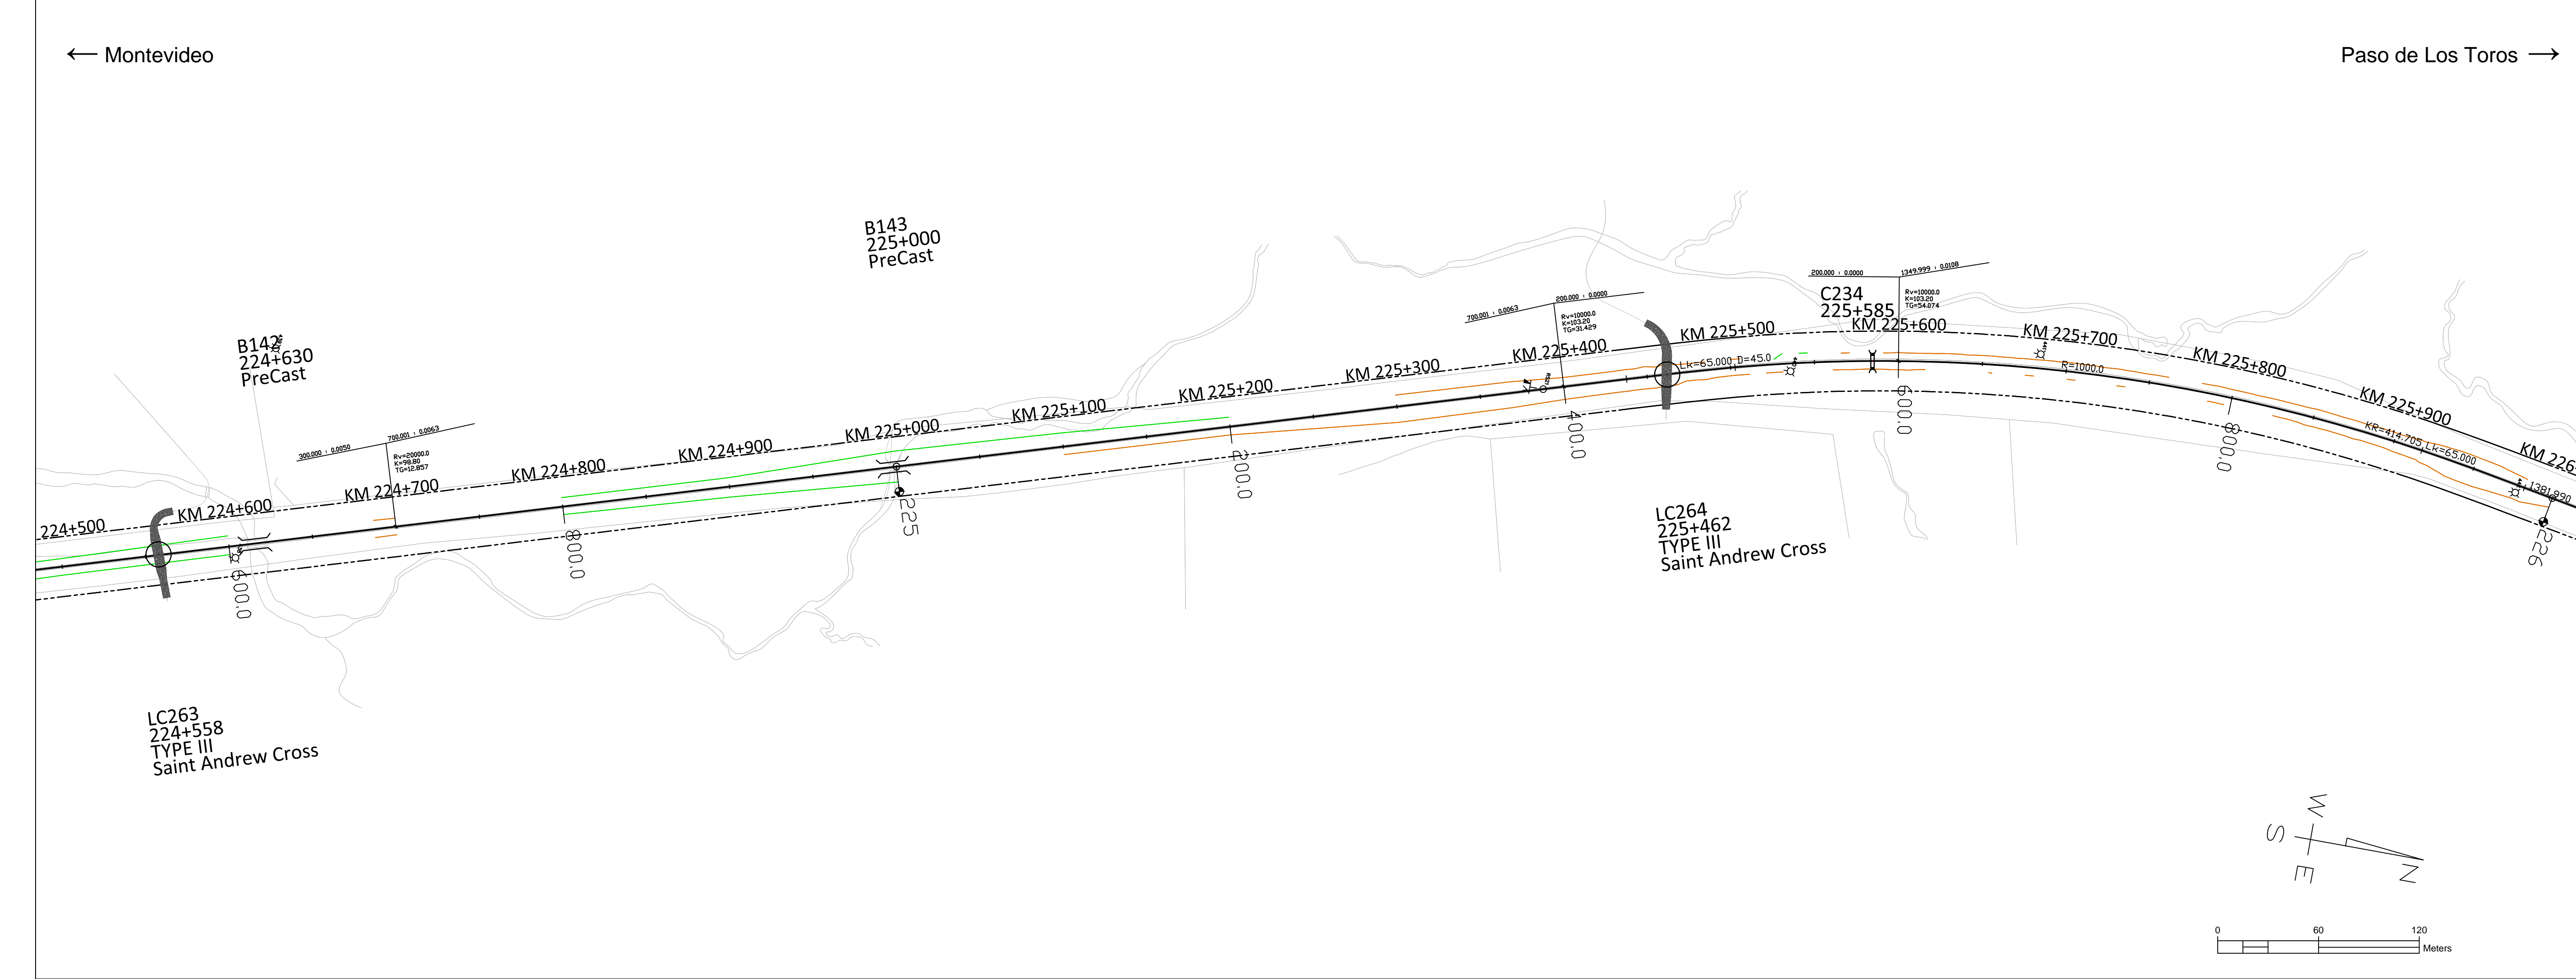 ← Montevideo
Paso de Los Toros →
B143
225+000
PreCast
B142
224+630
PreCast
300.000 : 0.0050
700.001 : 0.0063
Rv=20000.0
K=98.80
TG=12.857
700.001 : 0.0063
200.000 : 0.0000
Rv=10000.0
K=103.20
TG=31.429
200.000 : 0.0000
1349.999 : 0.0108
Rv=10000.0
K=103.20
TG=54.074
C234
225+585
224+500
KM 224+600
KM 224+700
KM 224+800
KM 224+900
KM 225+000
KM 225+100
KM 225+200
KM 225+300
KM 225+400
KM 225+500
KM 225+600
KM 225+700
KM 225+800
KM 225+900
KM 226
Lk=65.000 D=45.0
R=1000.0
KR=414.705 Lk=65.000
1381.990
600.0
800.0
225
200.0
400.0
600.0
800.0
226
LC264
225+462
TYPE III
Saint Andrew Cross
LC263
224+558
TYPE III
Saint Andrew Cross
W
S
E
N
0 60 120
Meters